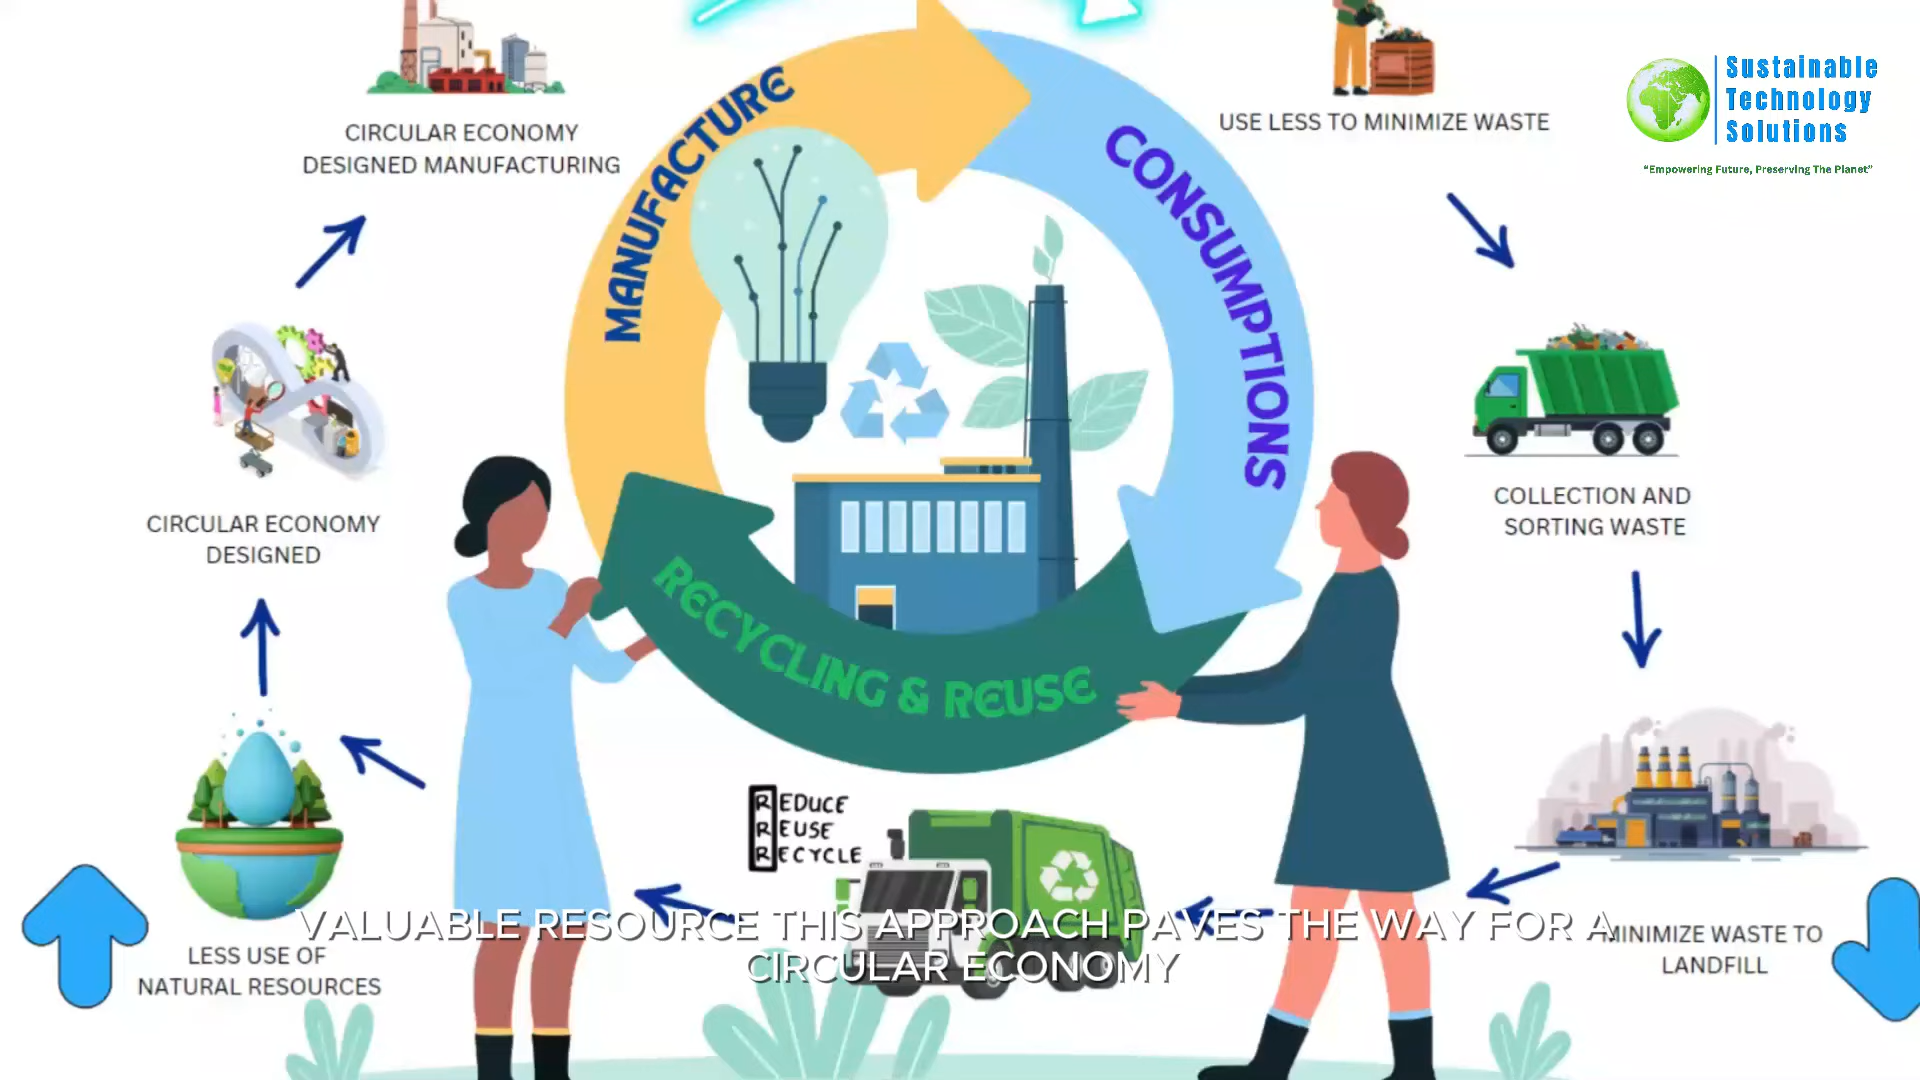 CIRCULAR ECONOMY
DESIGNED MANUFACTURING
MANUFACTURE
CONSUMPTIONS
USE LESS TO MINIMIZE WASTE
Sustainable
Technology
Solutions
“Empowering Future, Preserving The Planet”
CIRCULAR ECONOMY
DESIGNED
COLLECTION AND
SORTING WASTE
RECYCLING & REUSE
REDUCE
REUSE
RECYCLE
LESS USE OF
NATURAL RESOURCES
MINIMIZE WASTE TO
LANDFILL
VALUABLE RESOURCE THIS APPROACH PAVES THE WAY FOR A
CIRCULAR ECONOMY